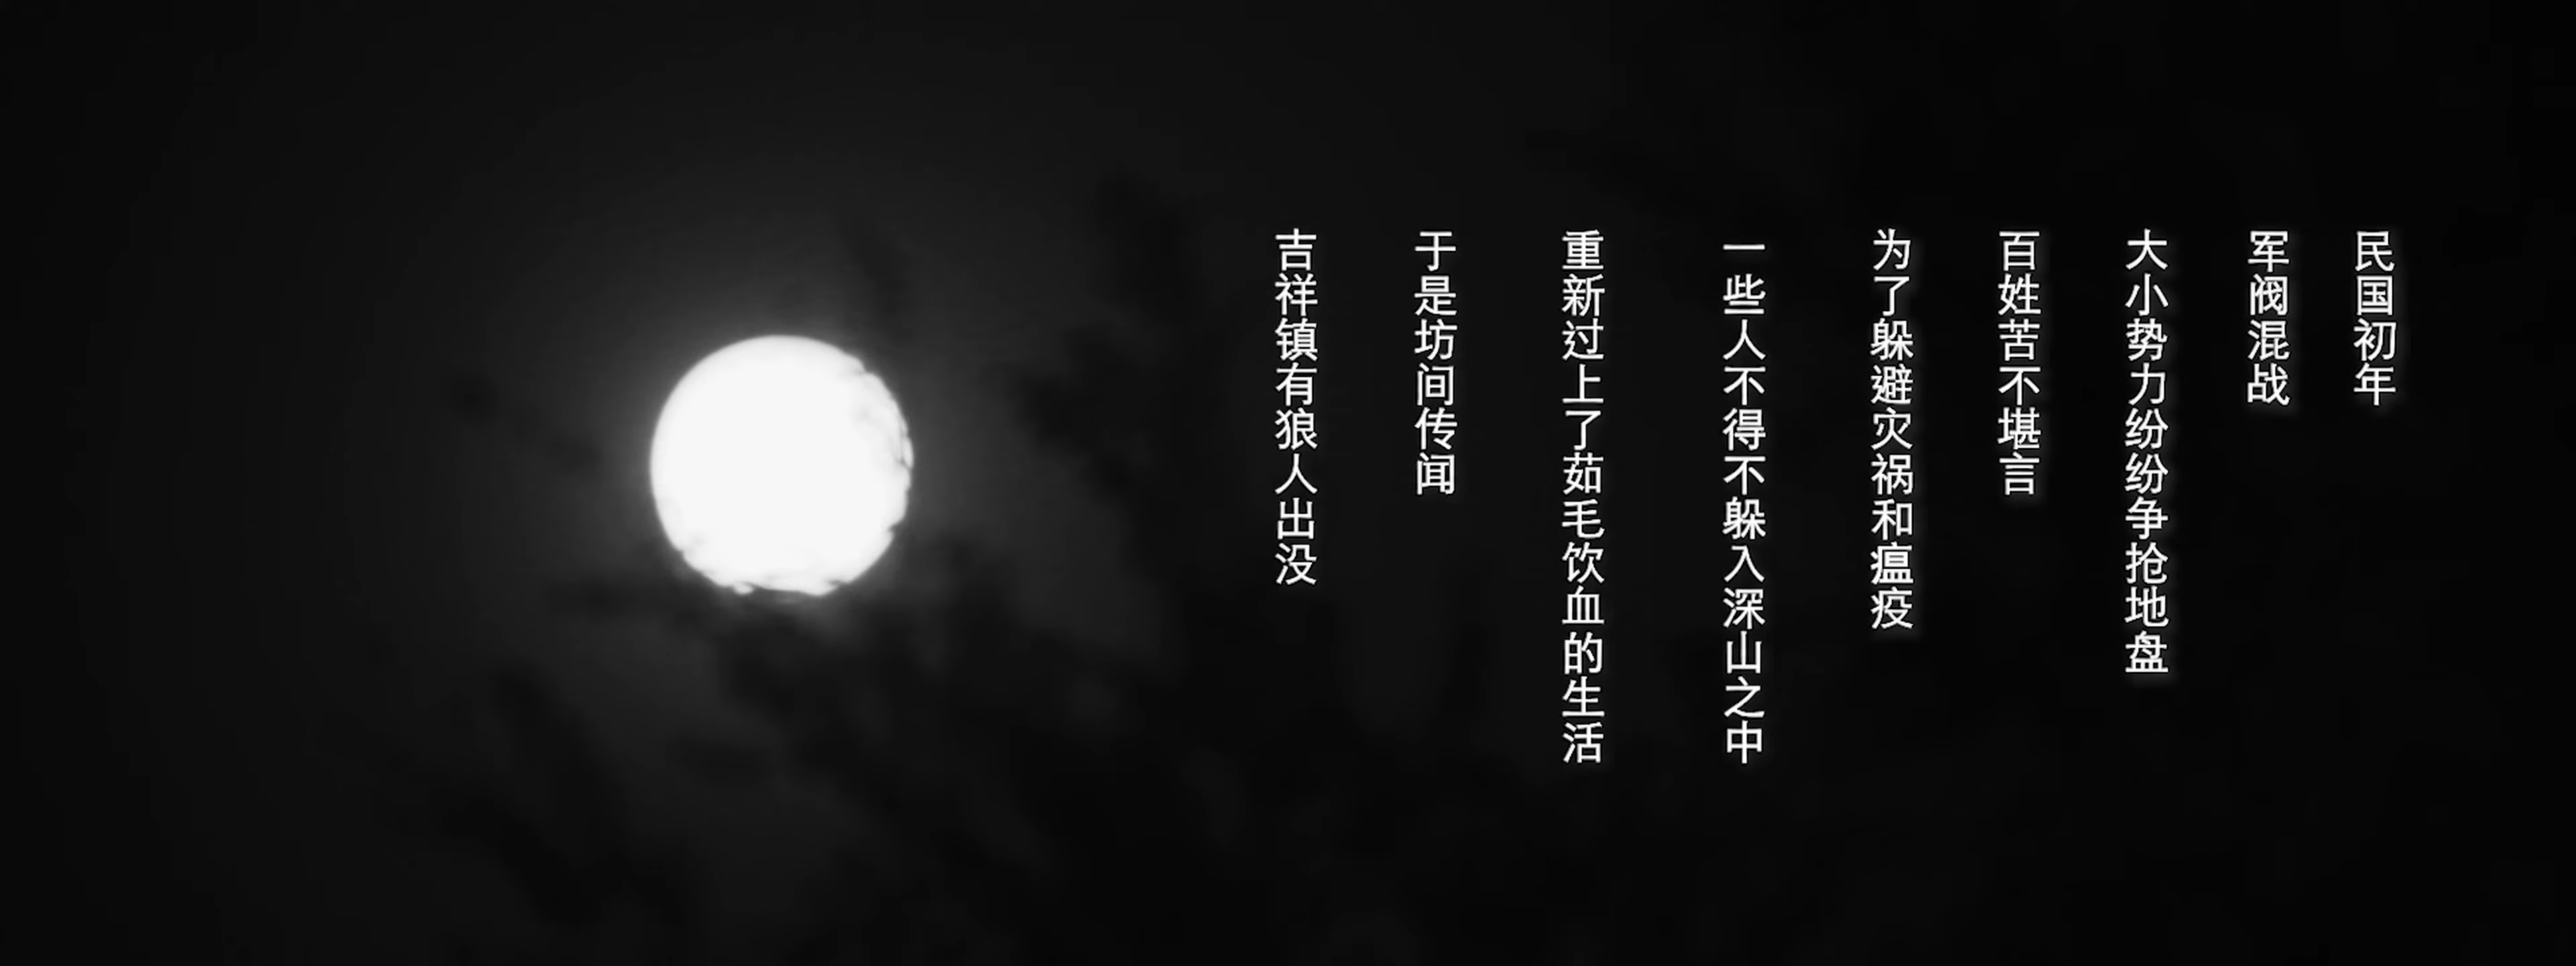 民国初年
军阀混战
大小势力纷纷争抢地盘
百姓苦不堪言
为了躲避灾祸和瘟疫
一些人不得不躲入深山之中
重新过上了茹毛饮血的生活
于是坊间传闻
吉祥镇有狼人出没